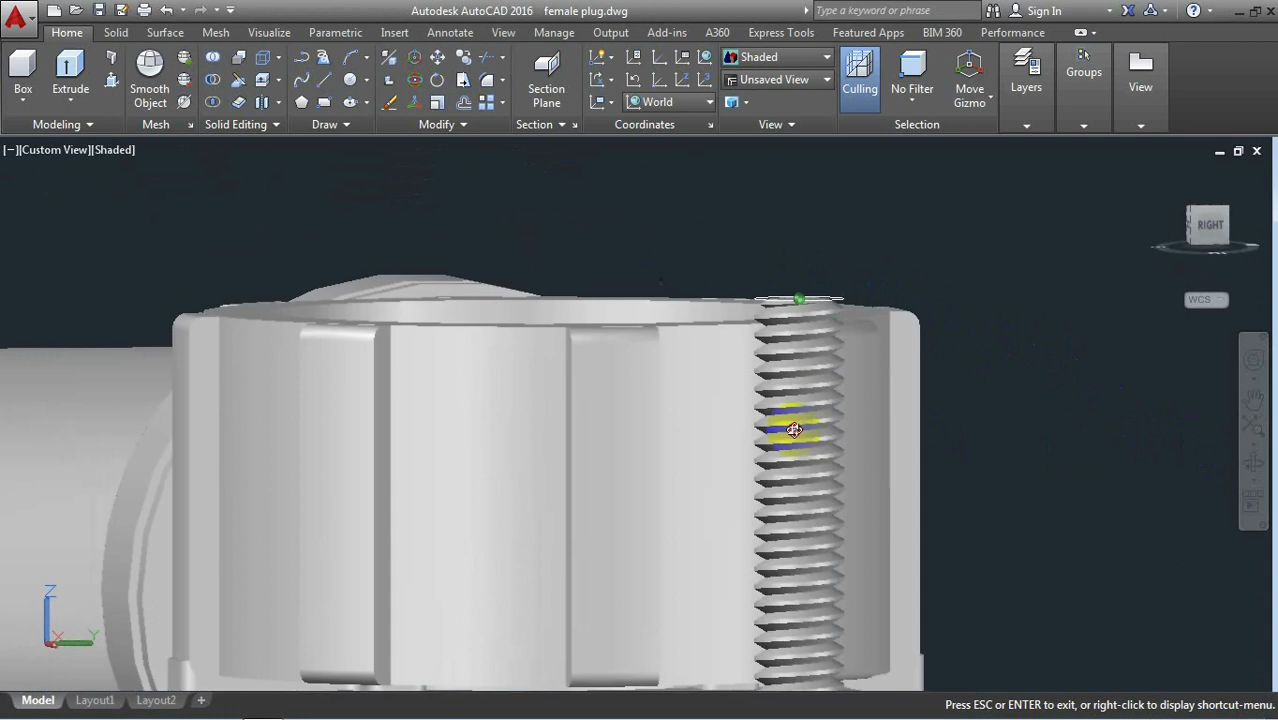 Autodesk AutoCAD 2016 female plug.dwg
Type a keyword or phrase
Sign In
Home Solid Surface Mesh Visualize Parametric Insert Annotate View Manage Output Add-ins A360 Express Tools Featured Apps BIM 360 Performance
Box
Extrude
Smooth
Object
Section
Plane
World
Shaded
Unsaved View
Culling
No Filter
Move
Gizmo
Layers
Groups
View
Modeling
Mesh
Solid Editing
Draw
Modify
Section
Coordinates
View
Selection
[−][Custom View][Shaded]
RIGHT
WCS
Z
X
Y
Model Layout1 Layout2 +
Press ESC or ENTER to exit, or right-click to display shortcut-menu.